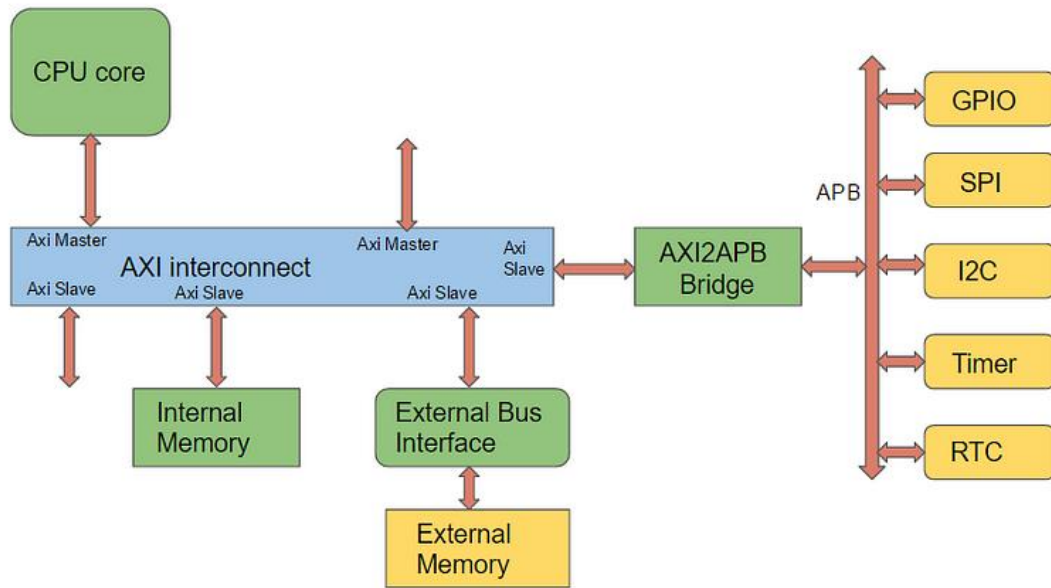 CPU core
GPIO
SPI
APB
Axi Master
Axi Master
Axi
Slave
AXI interconnect
AXI2APB
Bridge
I2C
Axi Slave
Axi Slave
Axi Slave
Timer
Internal
Memory
External Bus
Interface
RTC
External
Memory